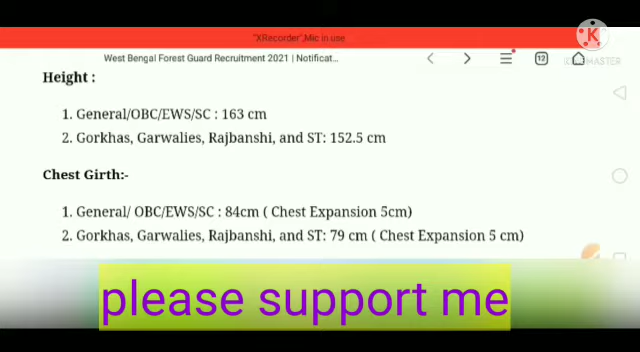 "XRecorder",Mic in use
West Bengal Forest Guard Recruitment 2021 | Notificat...
12
K
KINEMASTER
Height :
1. General/OBC/EWS/SC : 163 cm
2. Gorkhas, Garwalies, Rajbanshi, and ST: 152.5 cm
Chest Girth:-
1. General/ OBC/EWS/SC : 84cm ( Chest Expansion 5cm)
2. Gorkhas, Garwalies, Rajbanshi, and ST: 79 cm ( Chest Expansion 5 cm)
please support me